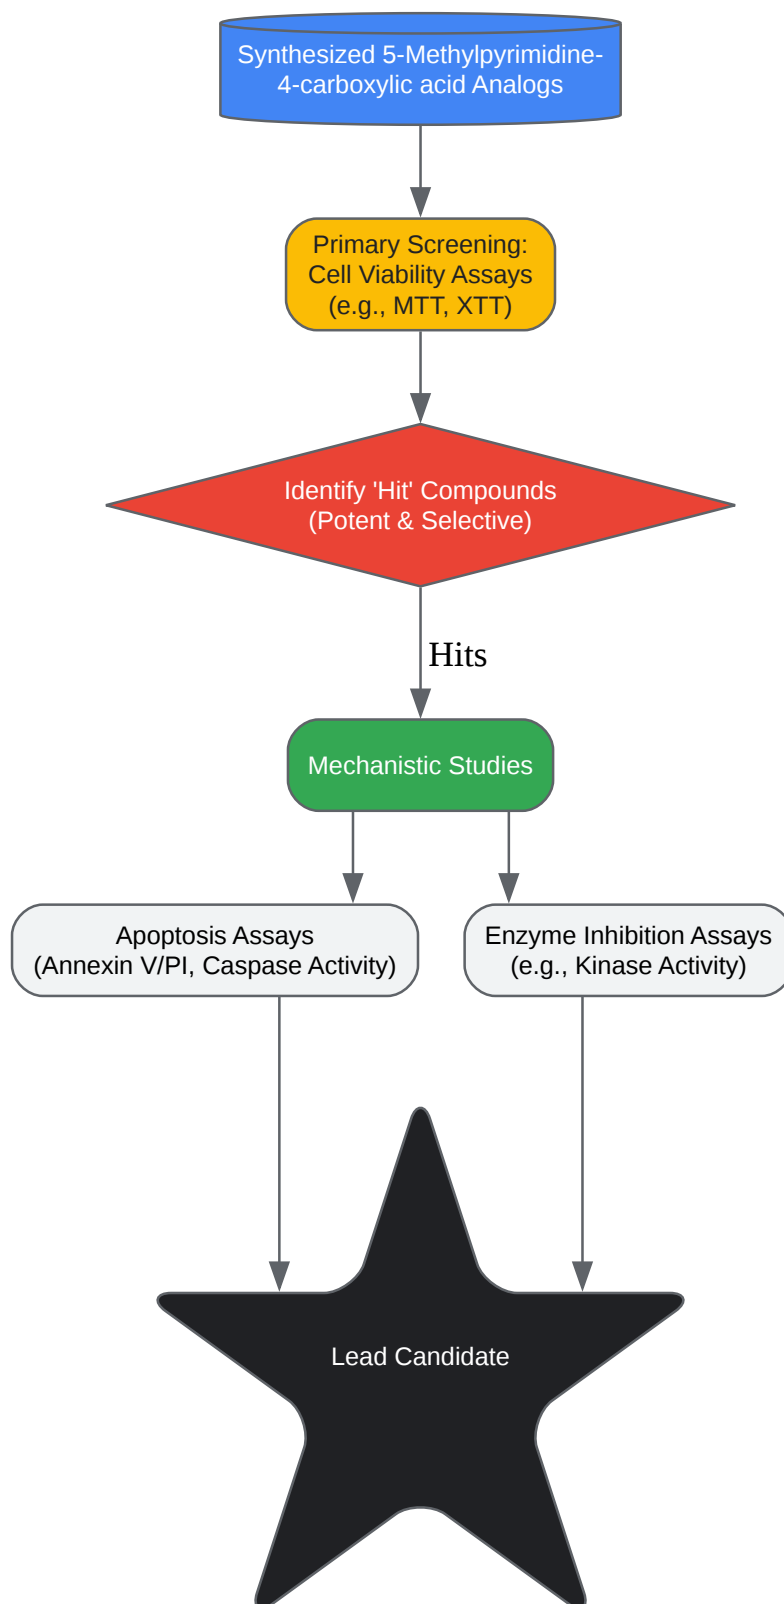 Synthesized 5-Methylpyrimidine-
4-carboxylic acid Analogs
Primary Screening:
Cell Viability Assays
(e.g., MTT, XTT)
Identify 'Hit' Compounds
(Potent & Selective)
Hits
Mechanistic Studies
Apoptosis Assays
(Annexin V/PI, Caspase Activity)
Enzyme Inhibition Assays
(e.g., Kinase Activity)
Lead Candidate